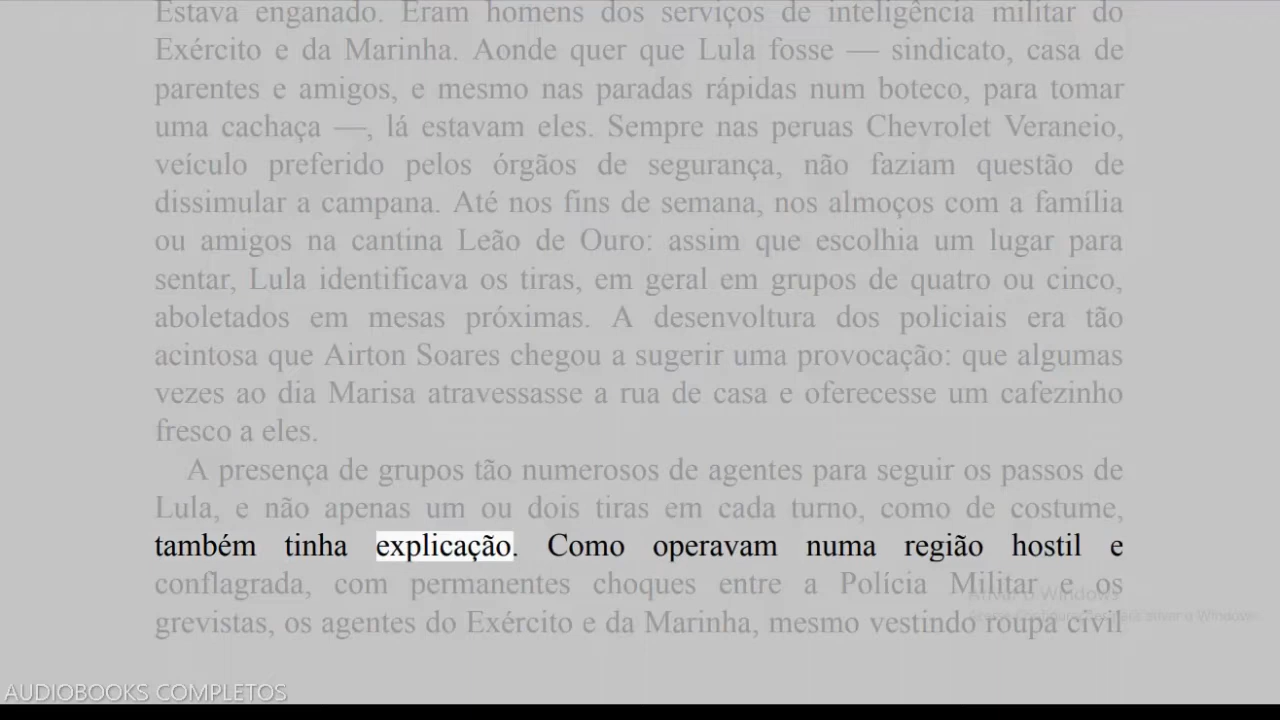 Estava enganado. Eram homens dos serviços de inteligência militar do
Exército e da Marinha. Aonde quer que Lula fosse — sindicato, casa de
parentes e amigos, e mesmo nas paradas rápidas num boteco, para tomar
uma cachaça —, lá estavam eles. Sempre nas peruas Chevrolet Veraneio,
veículo preferido pelos órgãos de segurança, não faziam questão de
dissimular a campana. Até nos fins de semana, nos almoços com a família
ou amigos na cantina Leão de Ouro: assim que escolhia um lugar para
sentar, Lula identificava os tiras, em geral em grupos de quatro ou cinco,
aboletados em mesas próximas. A desenvoltura dos policiais era tão
acintosa que Airton Soares chegou a sugerir uma provocação: que algumas
vezes ao dia Marisa atravessasse a rua de casa e oferecesse um cafezinho
fresco a eles.
A presença de grupos tão numerosos de agentes para seguir os passos de
Lula, e não apenas um ou dois tiras em cada turno, como de costume,
também tinha explicação. Como operavam numa região hostil e
conflagrada, com permanentes choques entre a Polícia Militar e os
grevistas, os agentes do Exército e da Marinha, mesmo vestindo roupa civil
Ativar o Windows
AUDIOBOOKS COMPLETOS